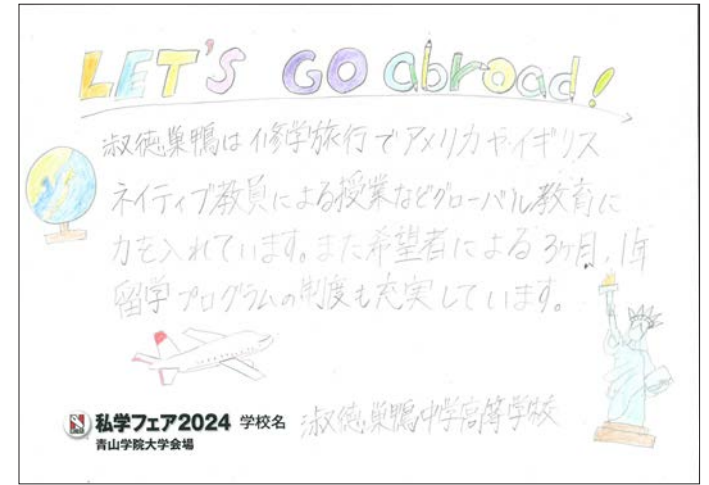 LET'S GO abroad!
淑徳巣鴨は修学旅行でアメリカやイギリス
ネイティブ教員による授業などグローバル教育に
力を入れています。また希望者による3ヶ月、1年
留学プログラムの制度も充実しています。
私学フェア2024 学校名 淑徳巣鴨中学高等学校
青山学院大学会場